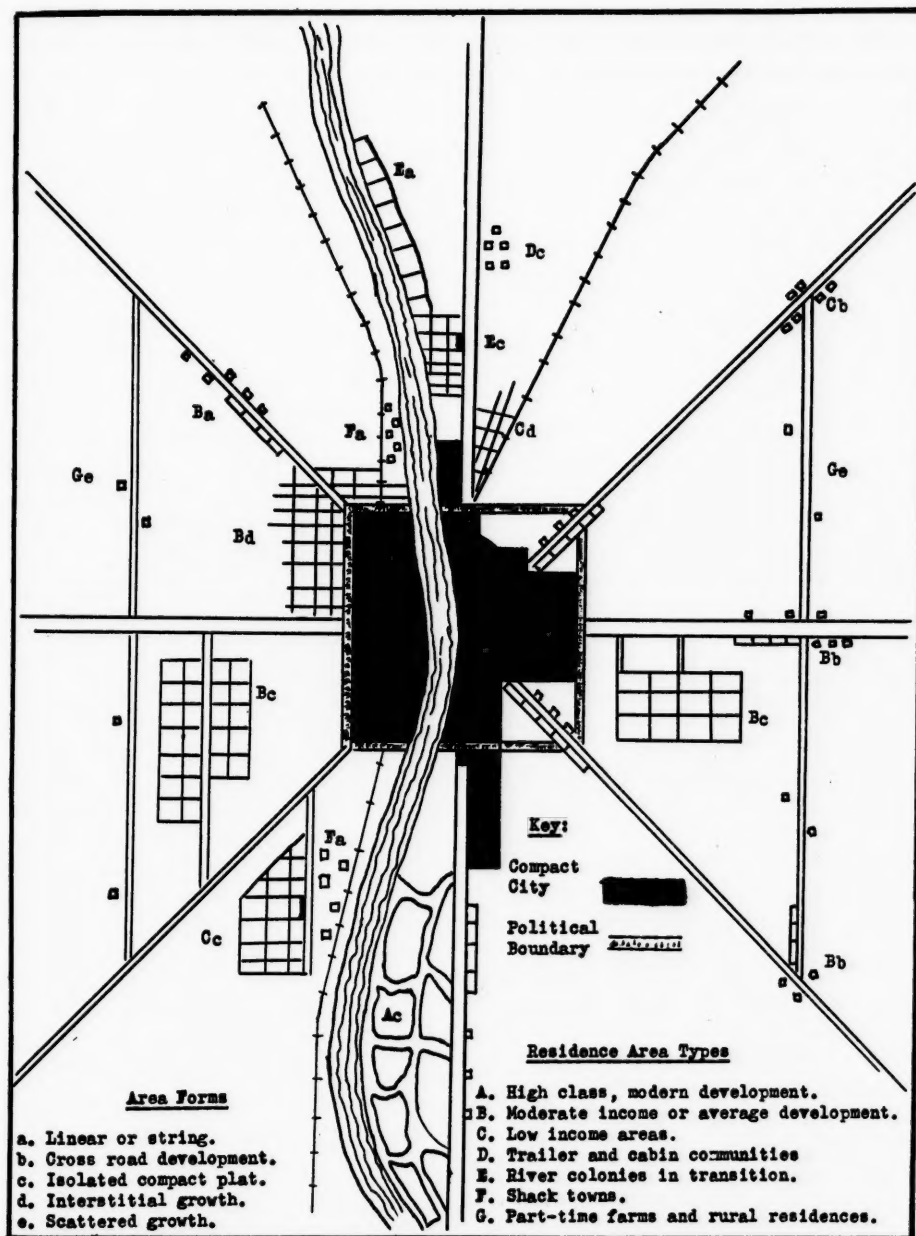 Ea
Dc
Cb
Ec
Ba
Fa
Cd
Ge
Ge
Bd
Bb
Bc
Bc
Key:
Fa
Compact
City
Cc
Political
Boundary
Bb
Ac
Residence Area Types
A. High class, modern development.
B. Moderate income or average development.
C. Low income areas.
D. Trailer and cabin communities
E. River colonies in transition.
F. Shack towns.
G. Part-time farms and rural residences.
Area Forms
a. Linear or string.
b. Cross road development.
c. Isolated compact plat.
d. Interstitial growth.
e. Scattered growth.